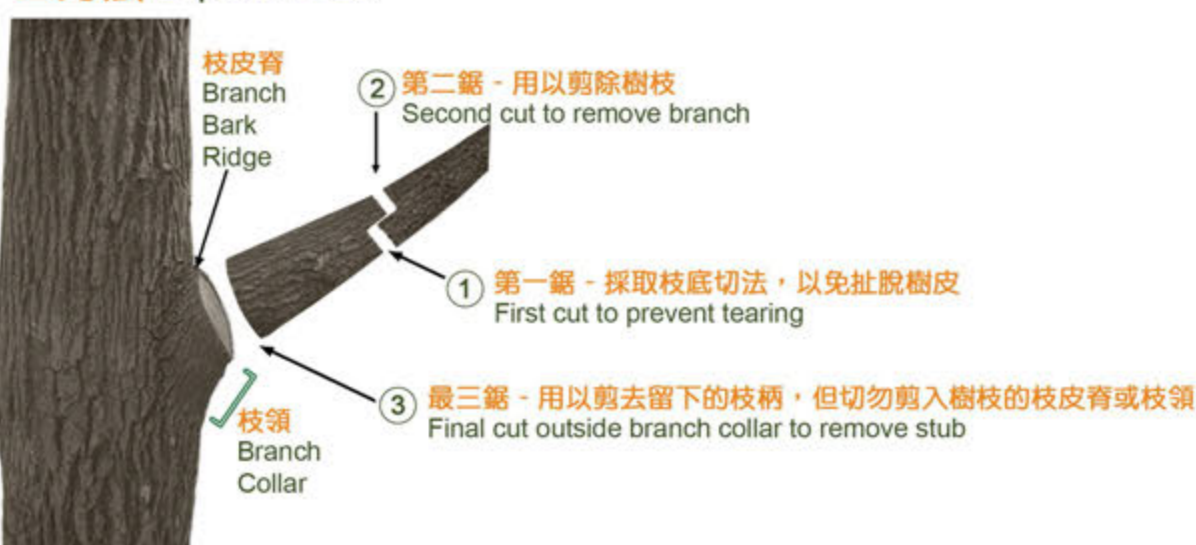 枝皮脊
Branch
Bark
Ridge
2 第二鋸 - 用以剪除樹枝
Second cut to remove branch
1 第一鋸 - 採取枝底切法，以免扯脫樹皮
First cut to prevent tearing
3 最三鋸 - 用以剪去留下的枝柄，但切勿剪入樹枝的枝皮脊或枝領
Final cut outside branch collar to remove stub
枝領
Branch
Collar